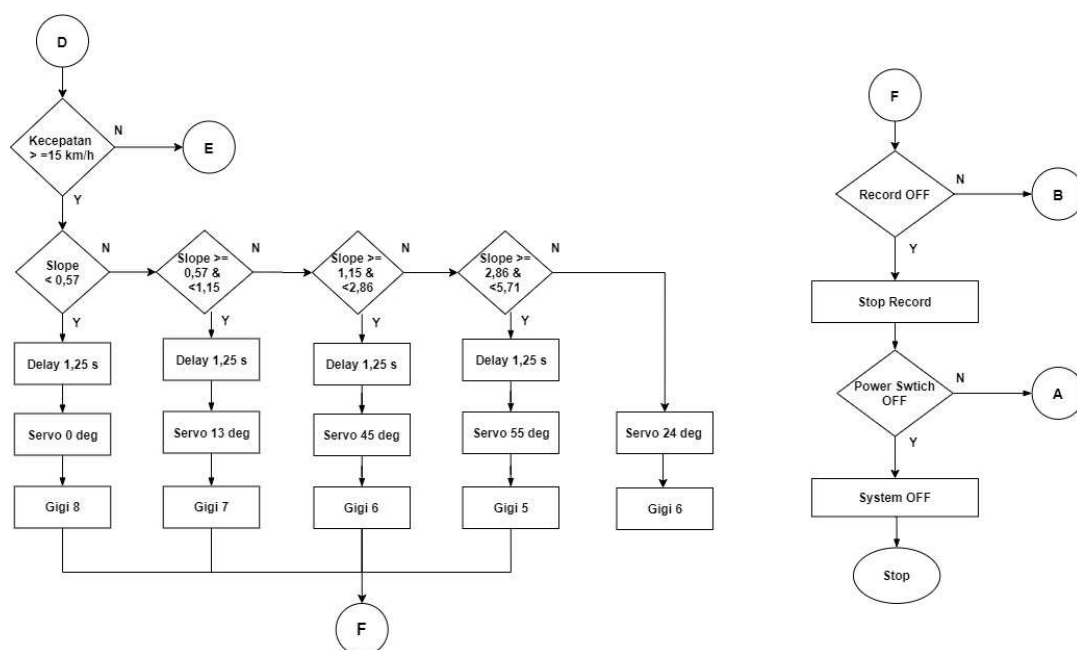 D
Kecepatan
> =15 km/h
N
E
Y
Slope
< 0,57
N
Slope >=
0,57 &
<1,15
N
Slope >=
1,15 &
<2,86
N
Slope >=
2,86 &
<5,71
N
Y
Y
Y
Y
Delay 1,25 s
Delay 1,25 s
Delay 1,25 s
Delay 1,25 s
Servo 0 deg
Servo 13 deg
Servo 45 deg
Servo 55 deg
Servo 24 deg
Gigi 8
Gigi 7
Gigi 6
Gigi 5
Gigi 6
F
F
Record OFF
N
B
Y
Stop Record
Power Swtich
OFF
N
A
Y
System OFF
Stop